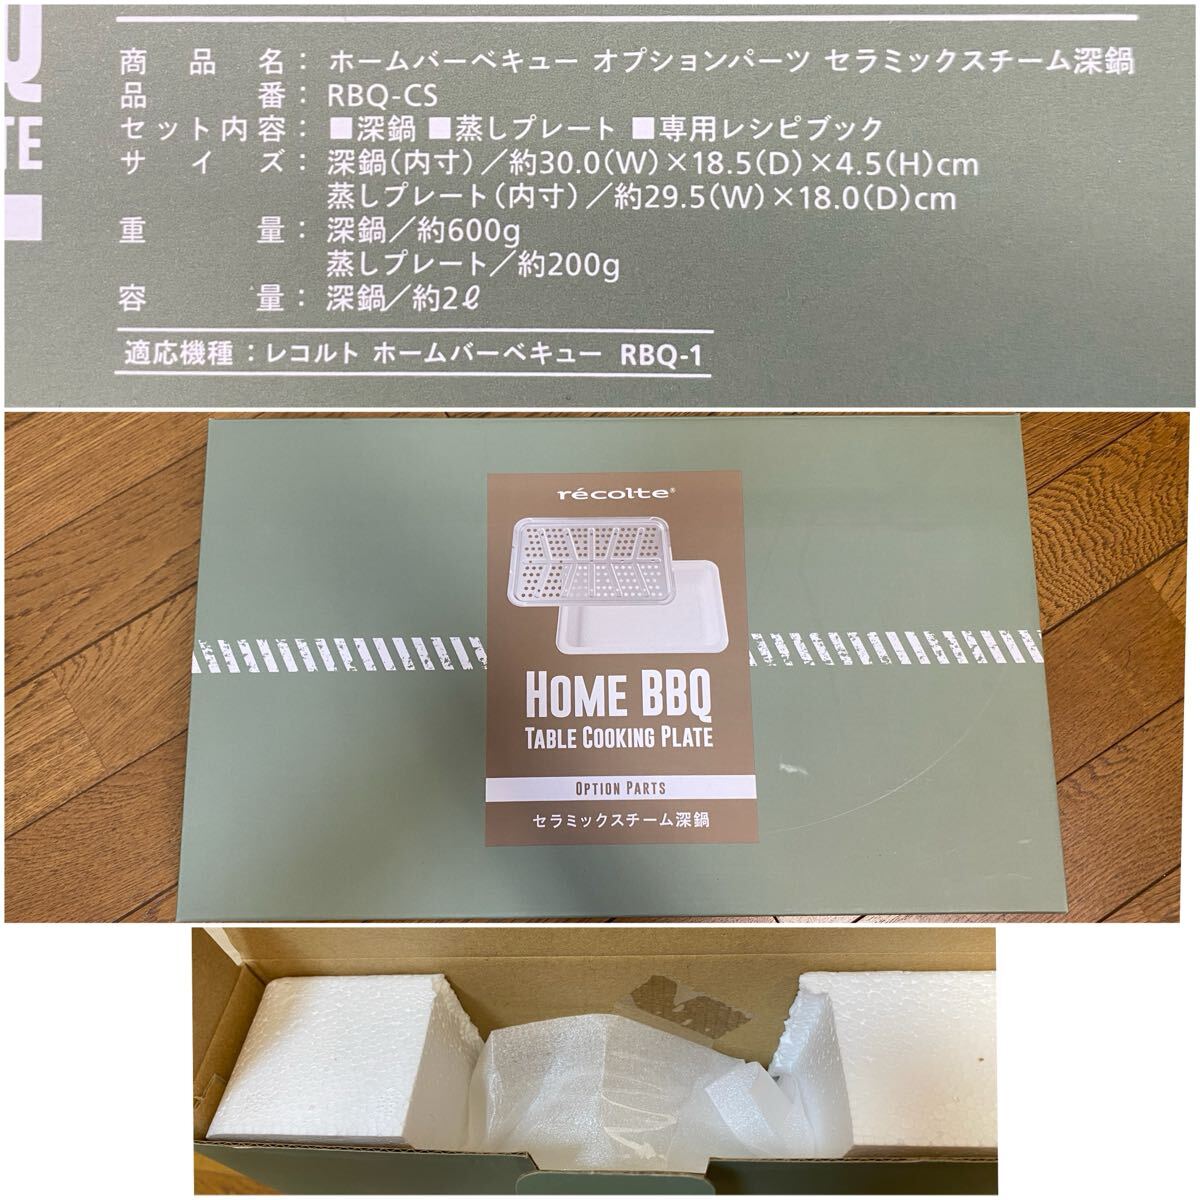 Q
TE
商品名：ホームバーベキュー オプションパーツ セラミックスチーム深鍋
品番：RBQ-CS
セット内容：■深鍋 ■蒸しプレート ■専用レシピブック
サイズ：深鍋(内寸)／約30.0(W)×18.5(D)×4.5(H)cm
蒸しプレート(内寸)／約29.5(W)×18.0(D)cm
重量：深鍋／約600g
蒸しプレート／約200g
容量：深鍋／約2ℓ
適応機種：レコルト ホームバーベキュー RBQ-1
récolte®
HOME BBQ
TABLE COOKING PLATE
OPTION PARTS
セラミックスチーム深鍋